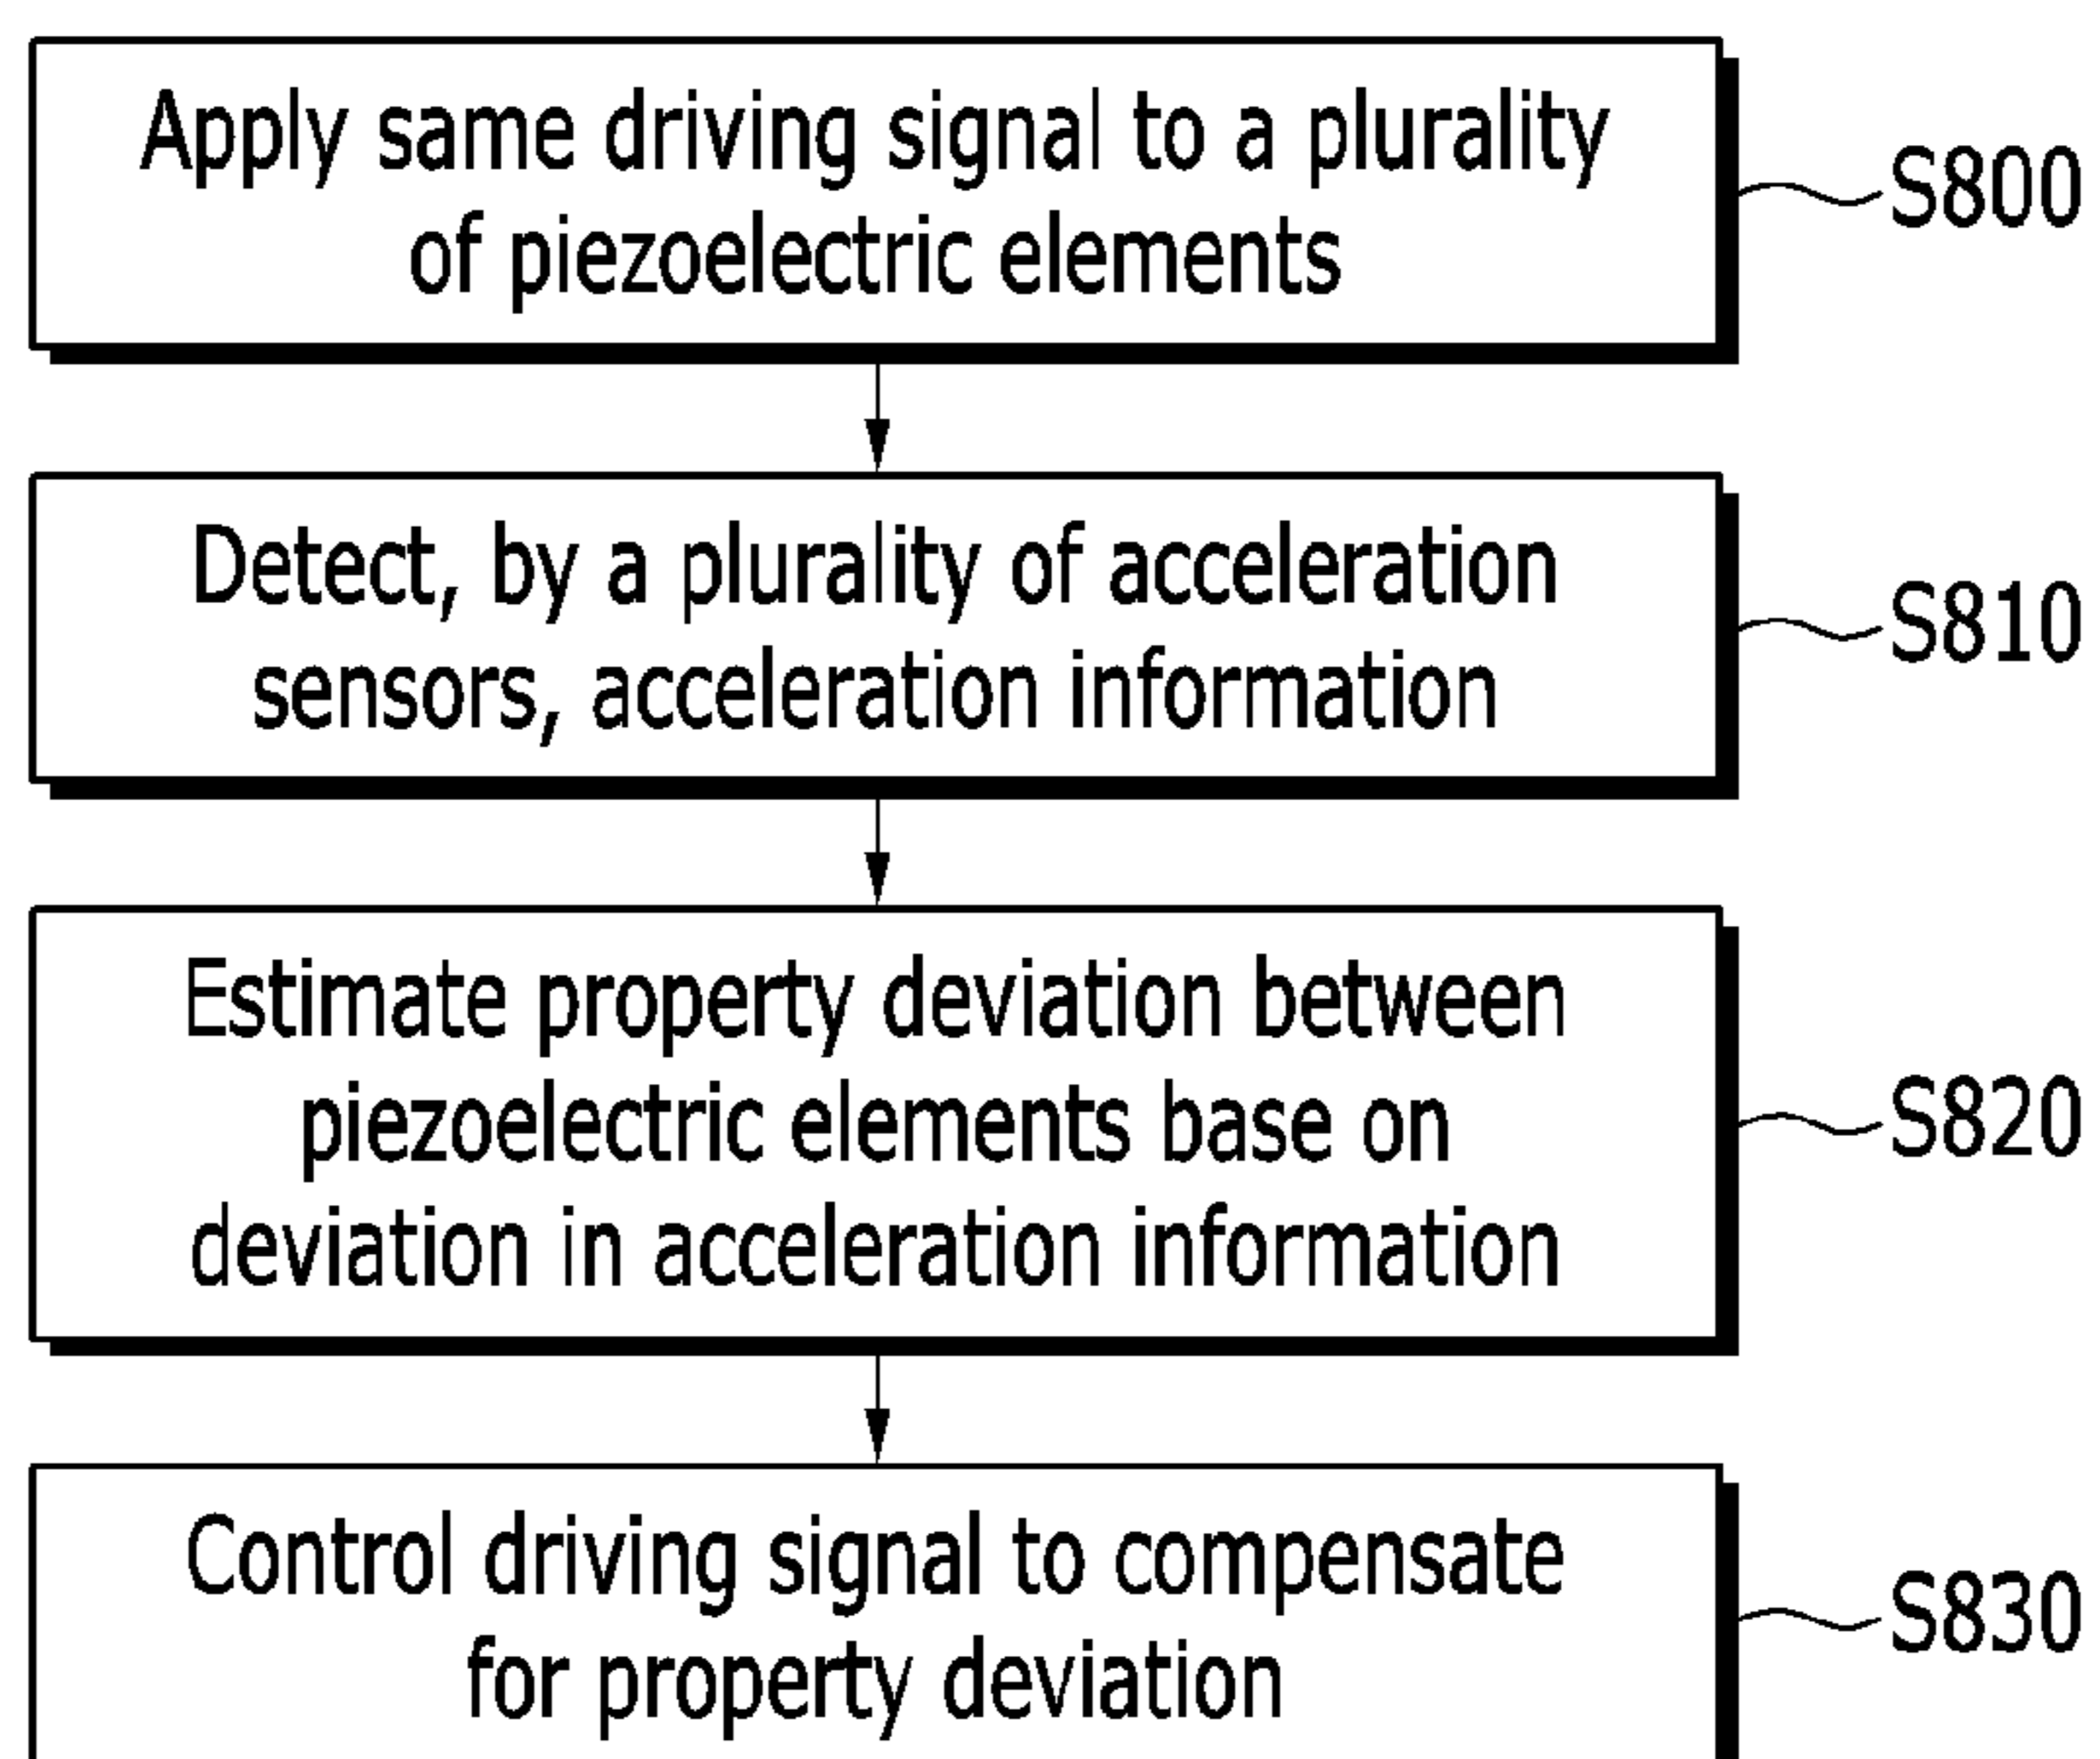 Apply same driving signal to a plurality
of piezoelectric elements
S800
Detect, by a plurality of acceleration
sensors, acceleration information
S810
Estimate property deviation between
piezoelectric elements base on
deviation in acceleration information
S820
Control driving signal to compensate
for property deviation
S830